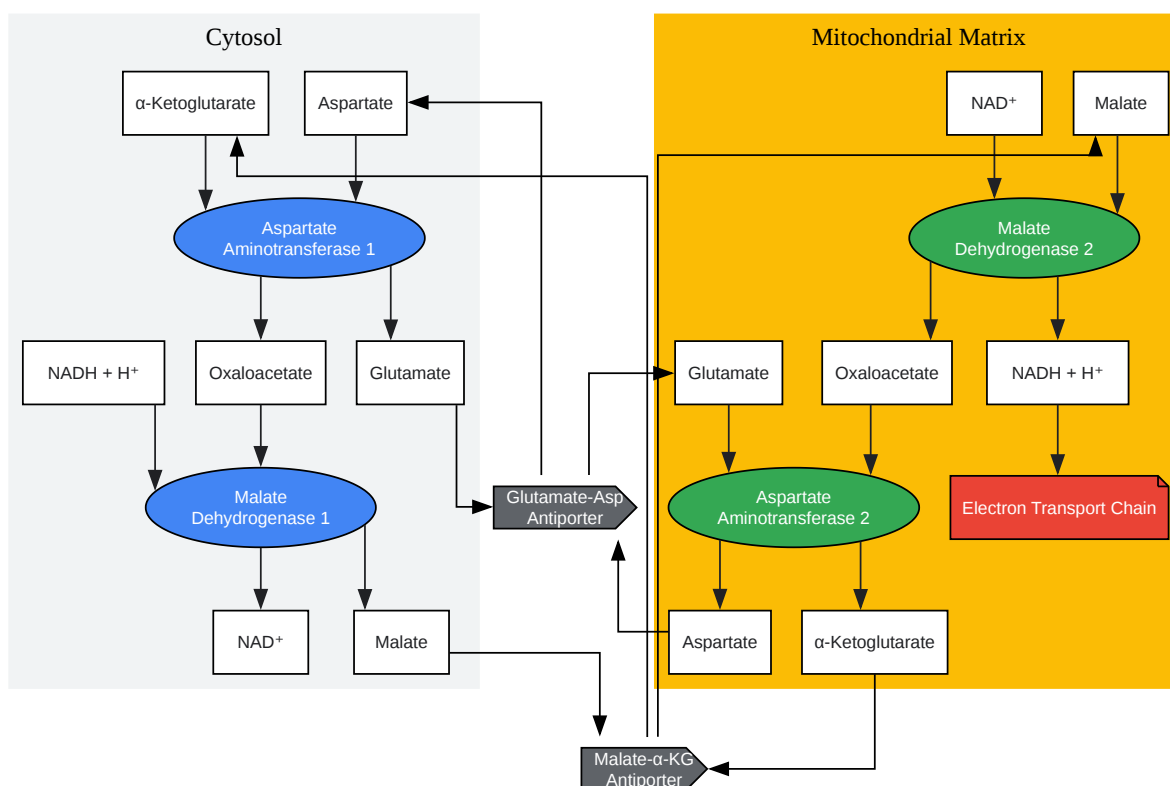 Cytosol
Mitochondrial Matrix
α-Ketoglutarate
Aspartate
NAD⁺
Malate
Aspartate
Aminotransferase 1
Malate
Dehydrogenase 2
NADH + H⁺
Oxaloacetate
Glutamate
Glutamate
Oxaloacetate
NADH + H⁺
Malate
Dehydrogenase 1
Glutamate-Asp
Antiporter
Aspartate
Aminotransferase 2
Electron Transport Chain
NAD⁺
Malate
Aspartate
α-Ketoglutarate
Malate-α-KG
Antiporter